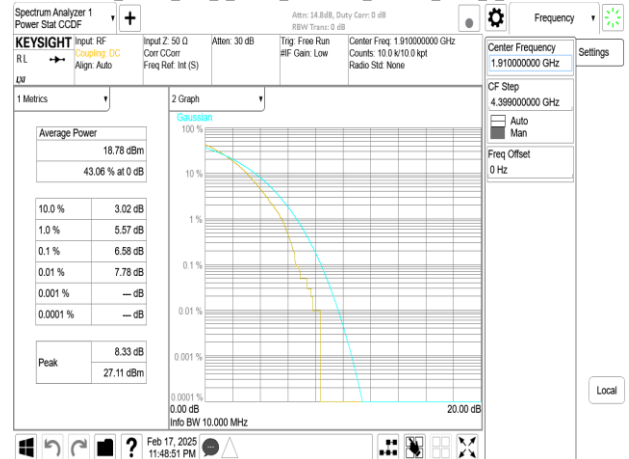 Spectrum Analyzer 1
Power Stat CCDF
Attn: 14.8dB, Duty Corr: 0 dB
RBW Trans: 0 dB
Frequency
KEYSIGHT
Input: RF
Coupling: DC
Align: Auto
Input Z: 50 Ω
Corr CCorr
Freq Ref: Int (S)
Atten: 30 dB
Trig: Free Run
#IF Gain: Low
Center Freq: 1.910000000 GHz
Counts: 10.0 k/10.0 kpt
Radio Std: None
RL
LXI
Center Frequency
1.910000000 GHz
Settings
CF Step
4.399000000 GHz
Auto
Man
Freq Offset
0 Hz
1 Metrics
Average Power
18.78 dBm
43.06 % at 0 dB
10.0 % 3.02 dB
1.0 % 5.57 dB
0.1 % 6.58 dB
0.01 % 7.78 dB
0.001 % --- dB
0.0001 % --- dB
Peak
8.33 dB
27.11 dBm
2 Graph
Gaussian
100 %
10 %
1 %
0.1 %
0.01 %
0.001 %
0.0001 %
0.00 dB 20.00 dB
Info BW 10.000 MHz
Local
?
Feb 17, 2025
11:48:51 PM